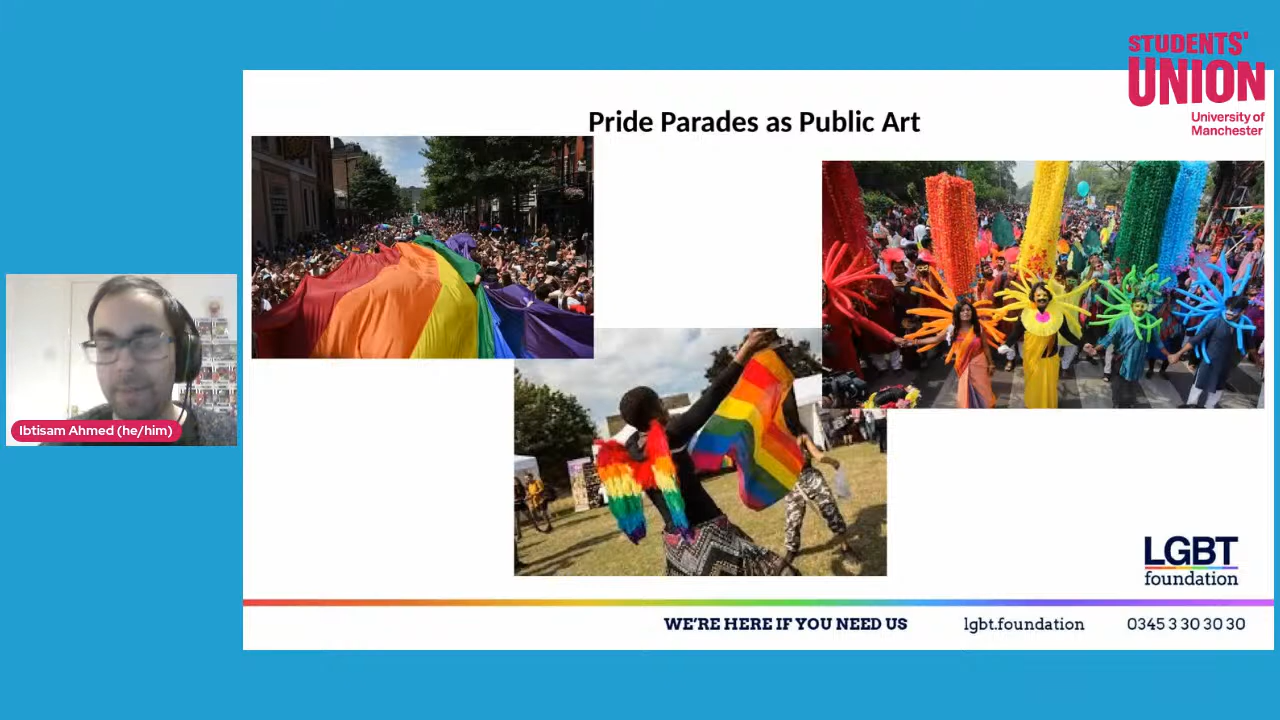 STUDENTS'
UNION
University of
Manchester
Pride Parades as Public Art
Ibtisam Ahmed (he/him)
LGBT
foundation
WE'RE HERE IF YOU NEED US lgbt.foundation 0345 3 30 30 30